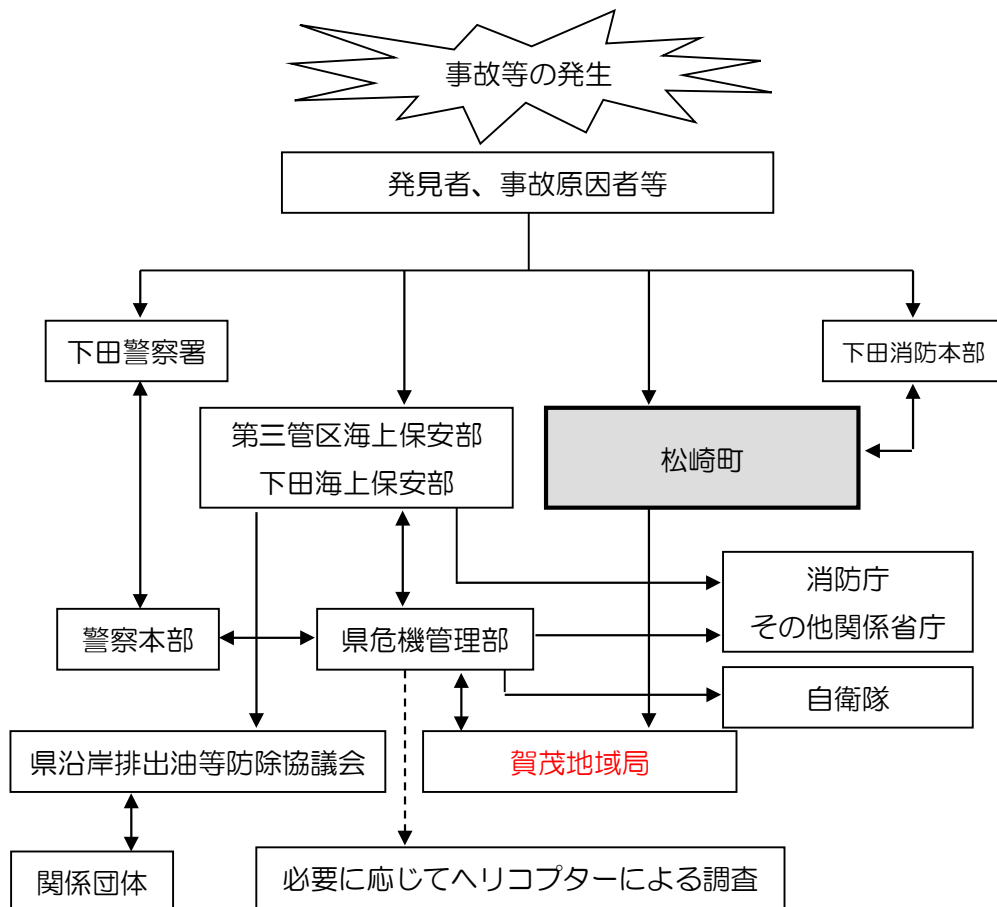 事故等の発生
発見者、事故原因者等
下田警察署
下田消防本部
第三管区海上保安部
下田海上保安部
松崎町
消防庁
その他関係省庁
警察本部
県危機管理部
自衛隊
県沿岸排出油等防除協議会
賀茂地域局
関係団体
必要に応じてヘリコプターによる調査